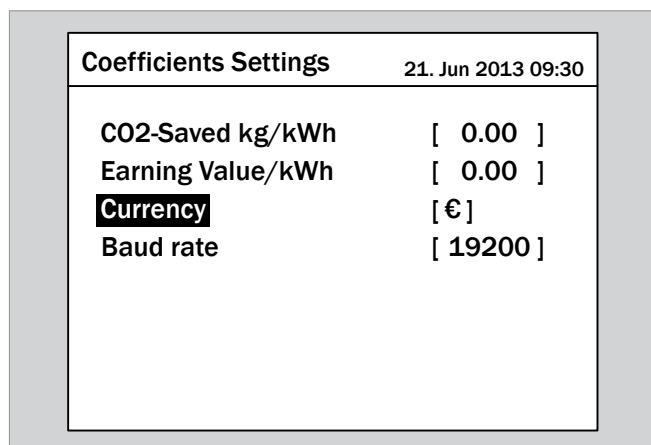 Coefficients Settings 21. Jun 2013 09:30
CO2-Saved kg/kWh [ 0.00 ]
Earning Value/kWh [ 0.00 ]
Currency [ € ]
Baud rate [ 19200 ]